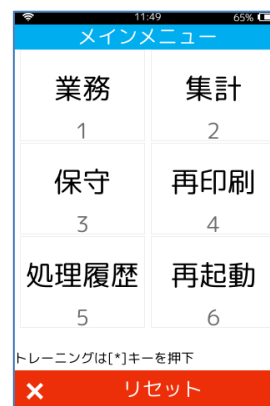 11:49 65%
メインメニュー
業務 集計
1 2
保守 再印刷
3 4
処理履歴 再起動
5 6
トレーニングは[*]キーを押下
× リセット